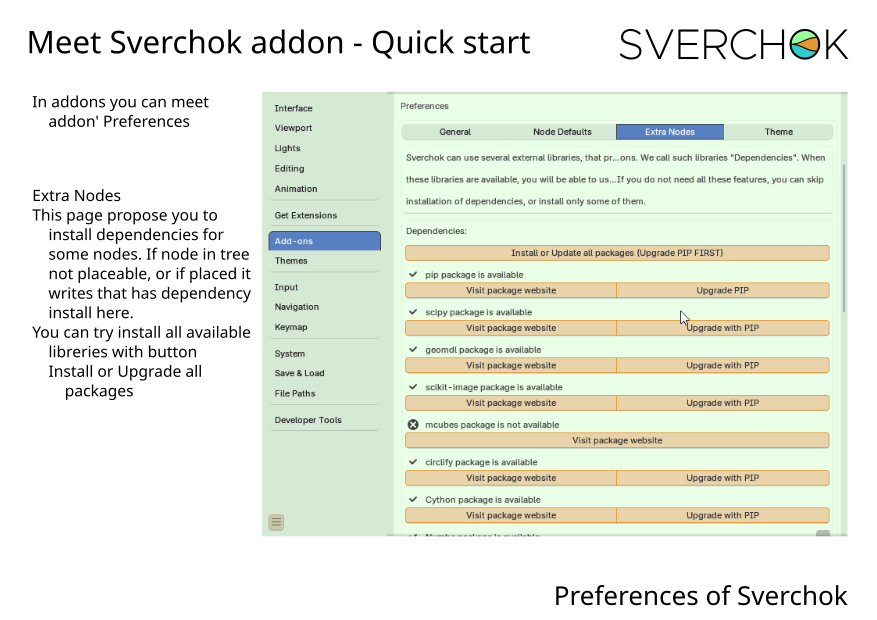 Meet Sverchok addon - Quick start
SVERCHOK
In addons you can meet
addon' Preferences
Extra Nodes
This page propose you to
install dependencies for
some nodes. If node in tree
not placeable, or if placed it
writes that has dependency
install here.
You can try install all available
libreries with button
Install or Upgrade all
packages
Interface
Viewport
Lights
Editing
Animation
Get Extensions
Add-ons
Themes
Input
Navigation
Keymap
System
Save & Load
File Paths
Developer Tools
Preferences
General Node Defaults Extra Nodes Theme
Sverchok can use several external libraries, that pr...ons. We call such libraries "Dependencies". When
these libraries are available, you will be able to us...If you do not need all these features, you can skip
installation of dependencies, or install only some of them.
Dependencies:
Install or Update all packages (Upgrade PIP FIRST)
pip package is available
Visit package website Upgrade PIP
scipy package is available
Visit package website Upgrade with PIP
geomdl package is available
Visit package website Upgrade with PIP
scikit-image package is available
Visit package website Upgrade with PIP
mcubes package is not available
Visit package website
circlify package is available
Visit package website Upgrade with PIP
Cython package is available
Visit package website Upgrade with PIP
Preferences of Sverchok